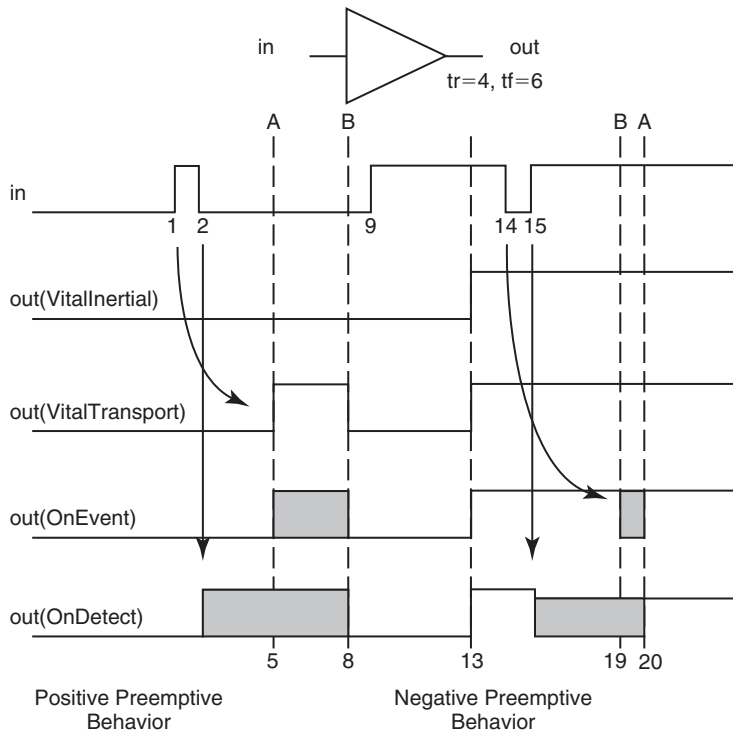 in
out
tr=4, tf=6
A
B
B
A
in
1
2
9
14
15
out(VitalInertial)
out(VitalTransport)
out(OnEvent)
out(OnDetect)
5
8
13
19
20
Positive Preemptive
Behavior
Negative Preemptive
Behavior